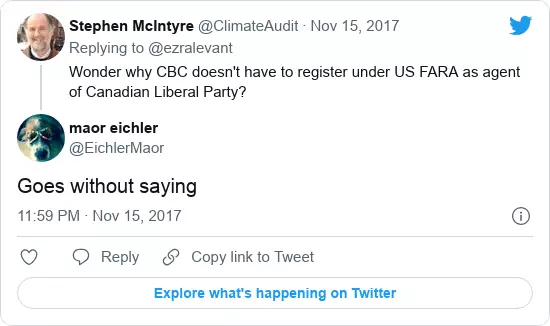 Stephen McIntyre @ClimateAudit · Nov 15, 2017
Replying to @ezralevant
Wonder why CBC doesn't have to register under US FARA as agent
of Canadian Liberal Party?
maor eichler
@EichlerMaor
Goes without saying
11:59 PM · Nov 15, 2017
Reply
Copy link to Tweet
Explore what's happening on Twitter